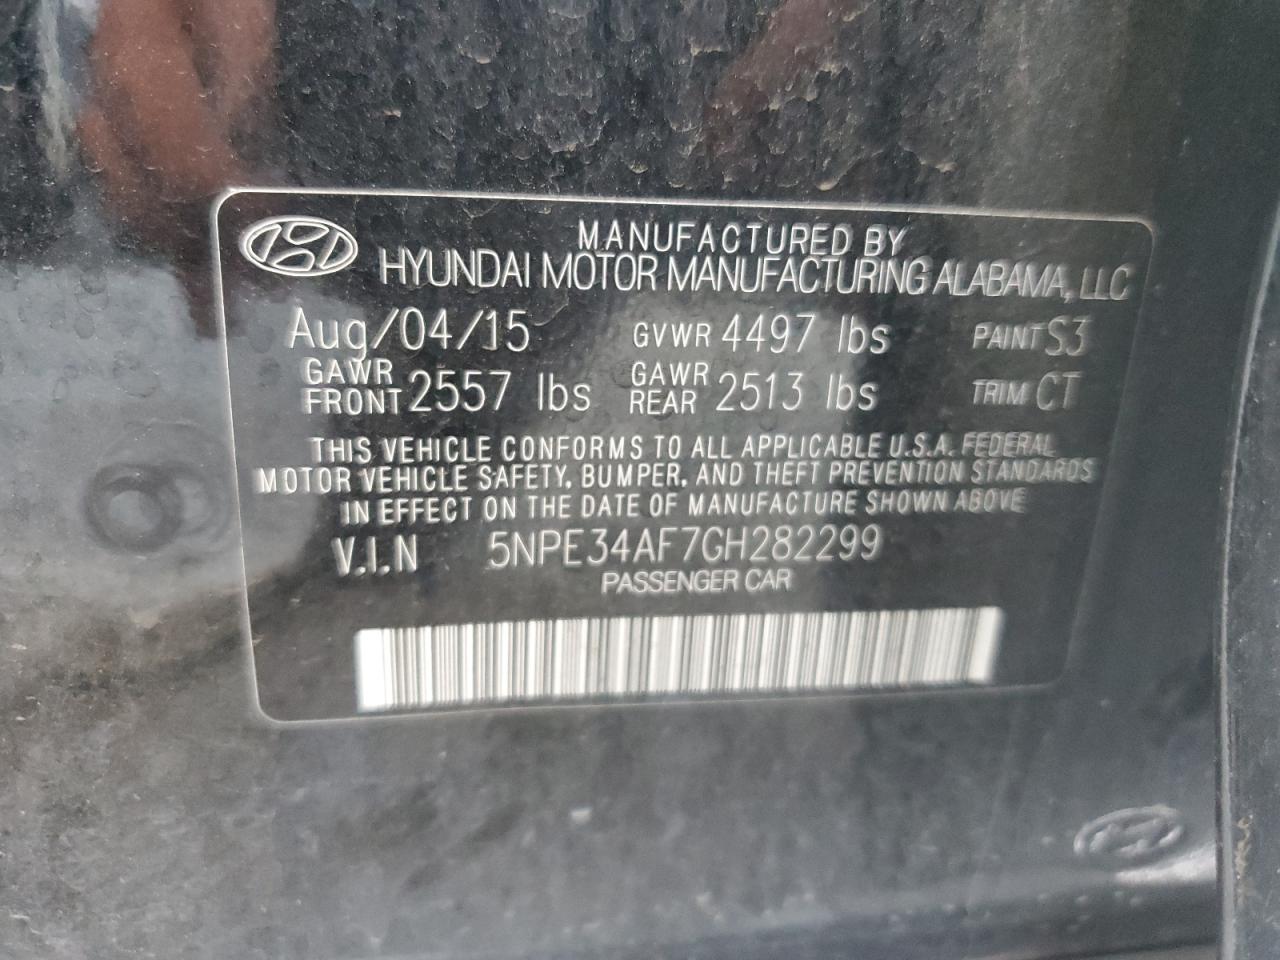 MANUFACTURED BY
HYUNDAI MOTOR MANUFACTURING ALABAMA, LLC
Aug/04/15 GVWR 4497 lbs PAINT S3
GAWR FRONT 2557 lbs GAWR REAR 2513 lbs TRIM CT
THIS VEHICLE CONFORMS TO ALL APPLICABLE U.S.A. FEDERAL
MOTOR VEHICLE SAFETY, BUMPER, AND THEFT PREVENTION STANDARDS
IN EFFECT ON THE DATE OF MANUFACTURE SHOWN ABOVE
V.I.N 5NPE34AF7GH282299
PASSENGER CAR